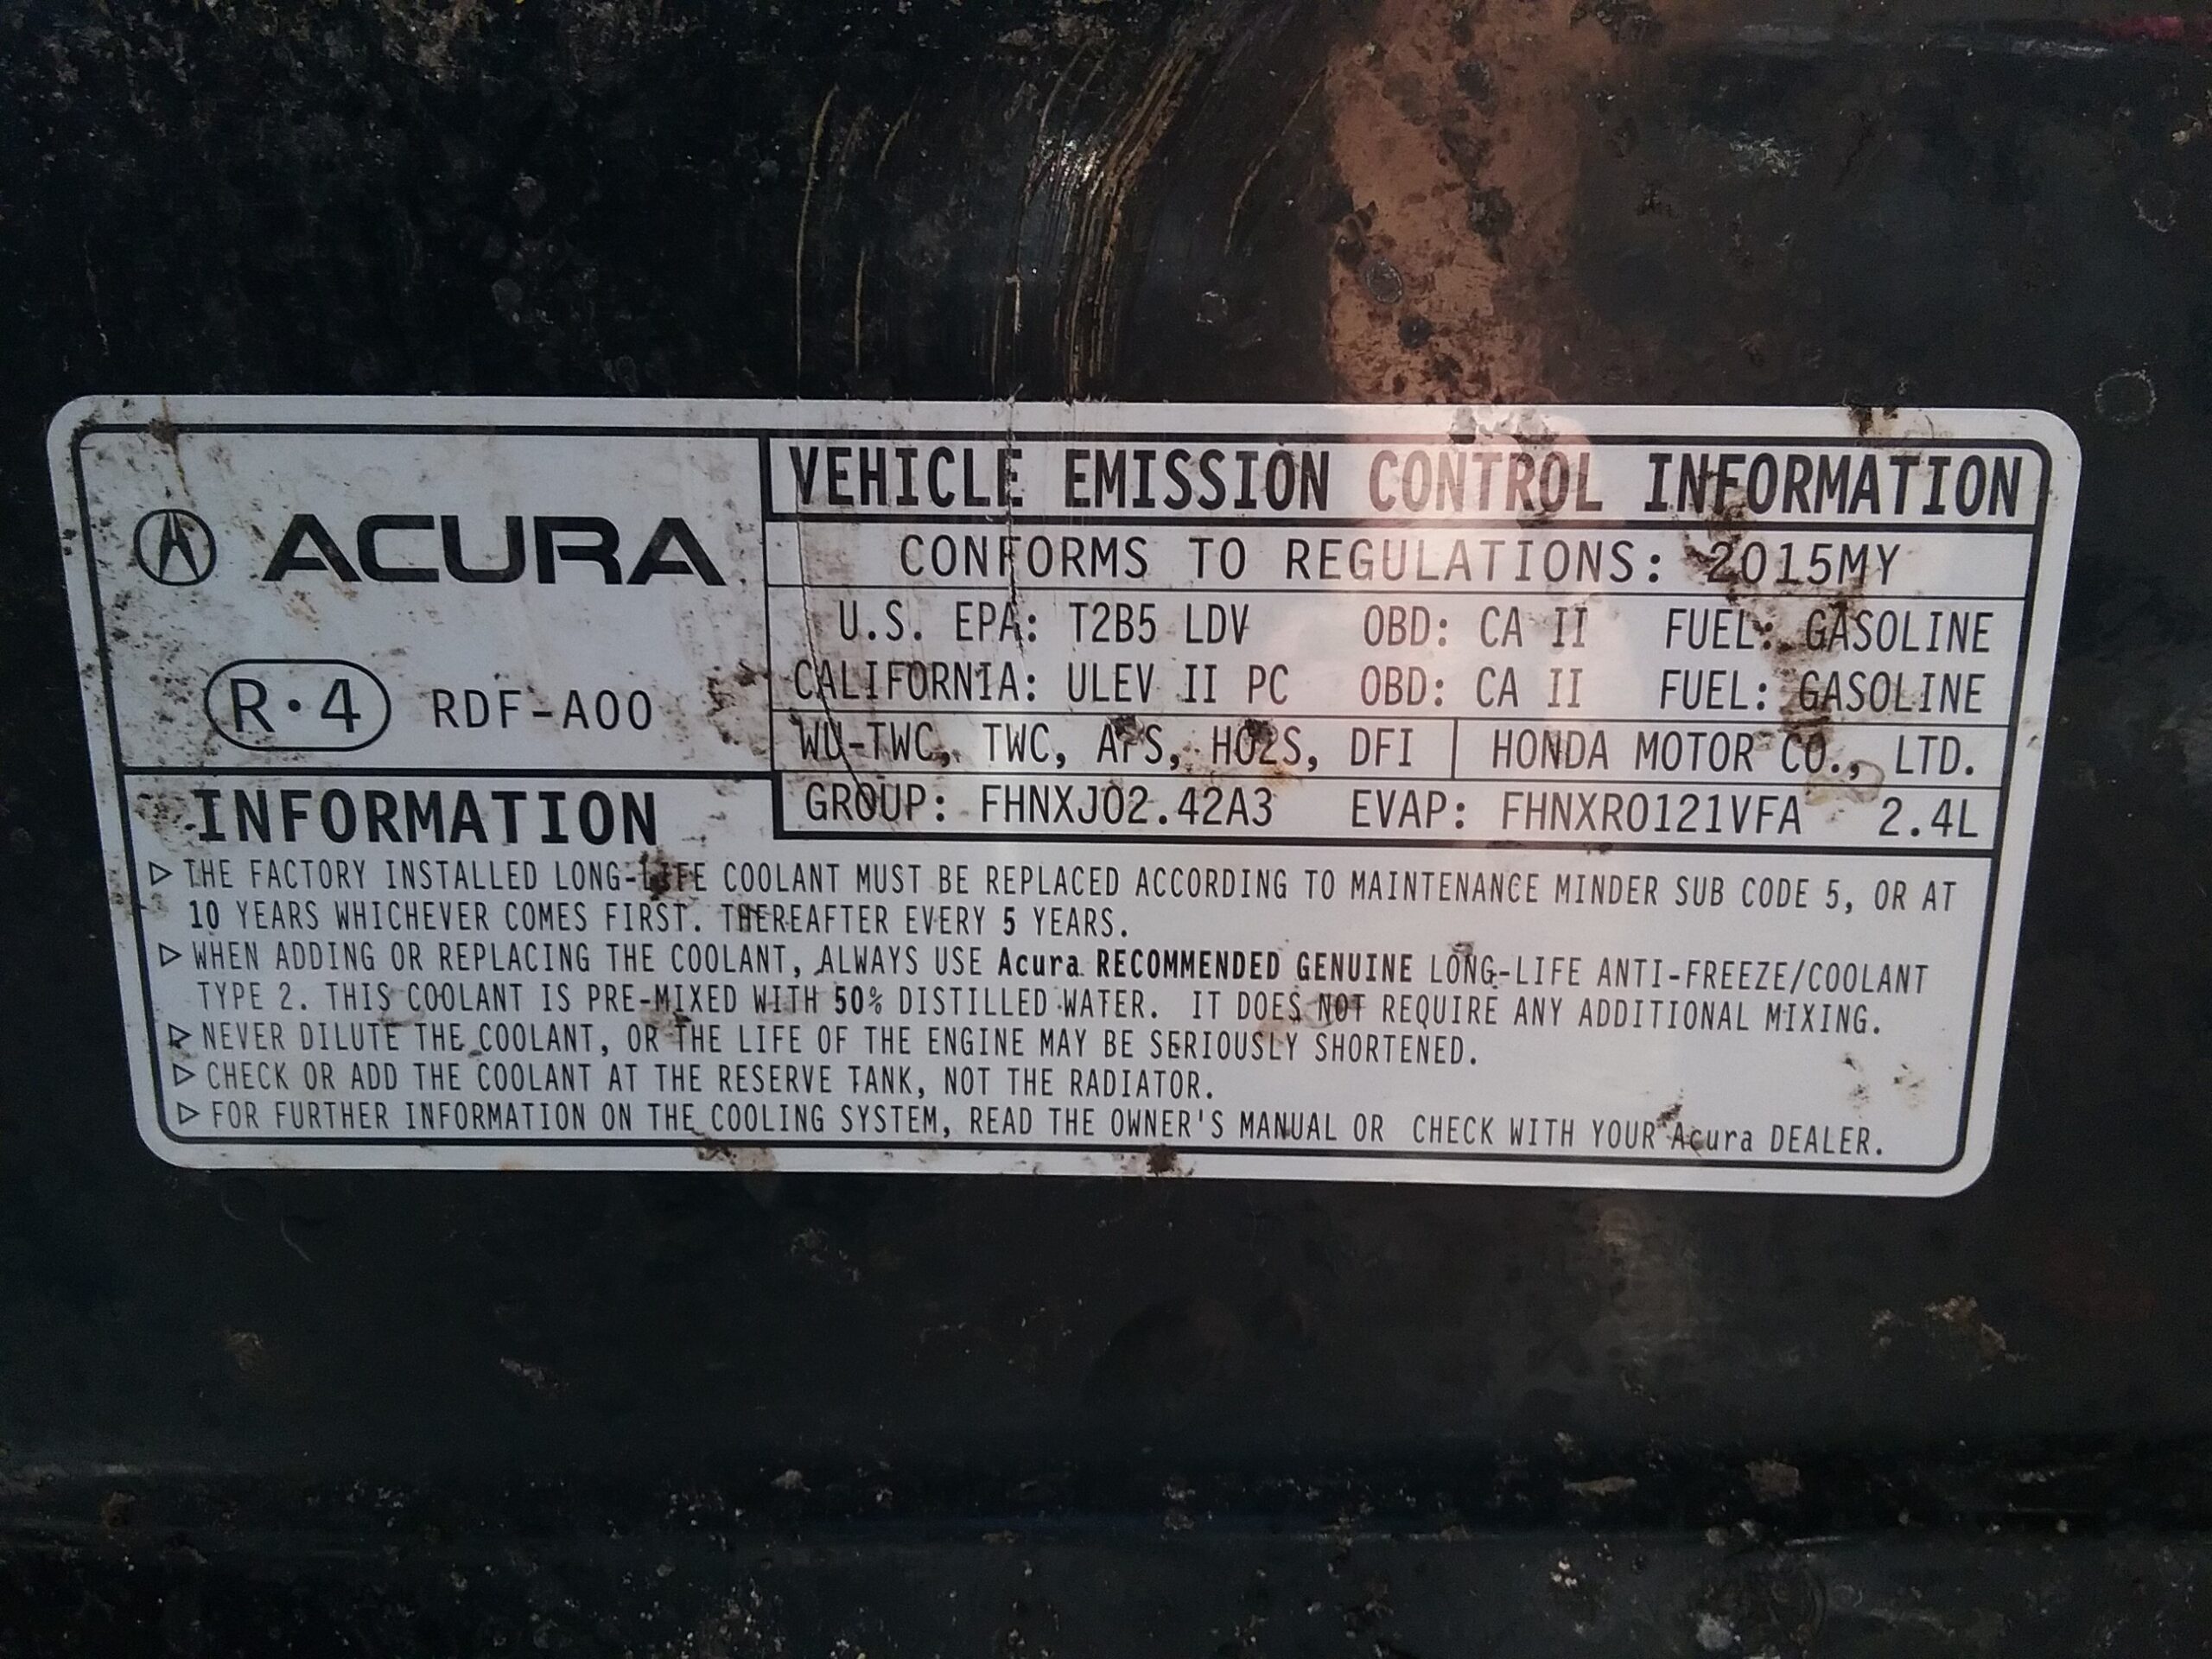 ACURA
R·4 RDF-A00
VEHICLE EMISSION CONTROL INFORMATION
CONFORMS TO REGULATIONS: 2015MY
U.S. EPA: T2B5 LDV OBD: CA II FUEL: GASOLINE
CALIFORNIA: ULEV II PC OBD: CA II FUEL: GASOLINE
WU-TWC, TWC, AFS, HO2S, DFI HONDA MOTOR CO., LTD.
GROUP: FHNXJ02.42A3 EVAP: FHNXR0121VFA 2.4L
INFORMATION
▷ THE FACTORY INSTALLED LONG-LIFE COOLANT MUST BE REPLACED ACCORDING TO MAINTENANCE MINDER SUB CODE 5, OR AT
10 YEARS WHICHEVER COMES FIRST. THEREAFTER EVERY 5 YEARS.
▷ WHEN ADDING OR REPLACING THE COOLANT, ALWAYS USE Acura RECOMMENDED GENUINE LONG-LIFE ANTI-FREEZE/COOLANT
TYPE 2. THIS COOLANT IS PRE-MIXED WITH 50% DISTILLED WATER. IT DOES NOT REQUIRE ANY ADDITIONAL MIXING.
▷ NEVER DILUTE THE COOLANT, OR THE LIFE OF THE ENGINE MAY BE SERIOUSLY SHORTENED.
▷ CHECK OR ADD THE COOLANT AT THE RESERVE TANK, NOT THE RADIATOR.
▷ FOR FURTHER INFORMATION ON THE COOLING SYSTEM, READ THE OWNER'S MANUAL OR CHECK WITH YOUR Acura DEALER.